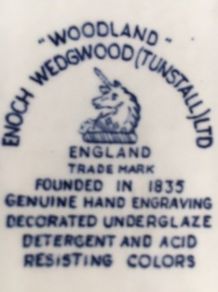 - WOODLAND -
ENOCH WEDGWOOD (TUNSTALL) LTD
ENGLAND
TRADE MARK
FOUNDED IN 1835
GENUINE HAND ENGRAVING
DECORATED UNDERGLAZE
DETERGENT AND ACID
RESISTING COLORS